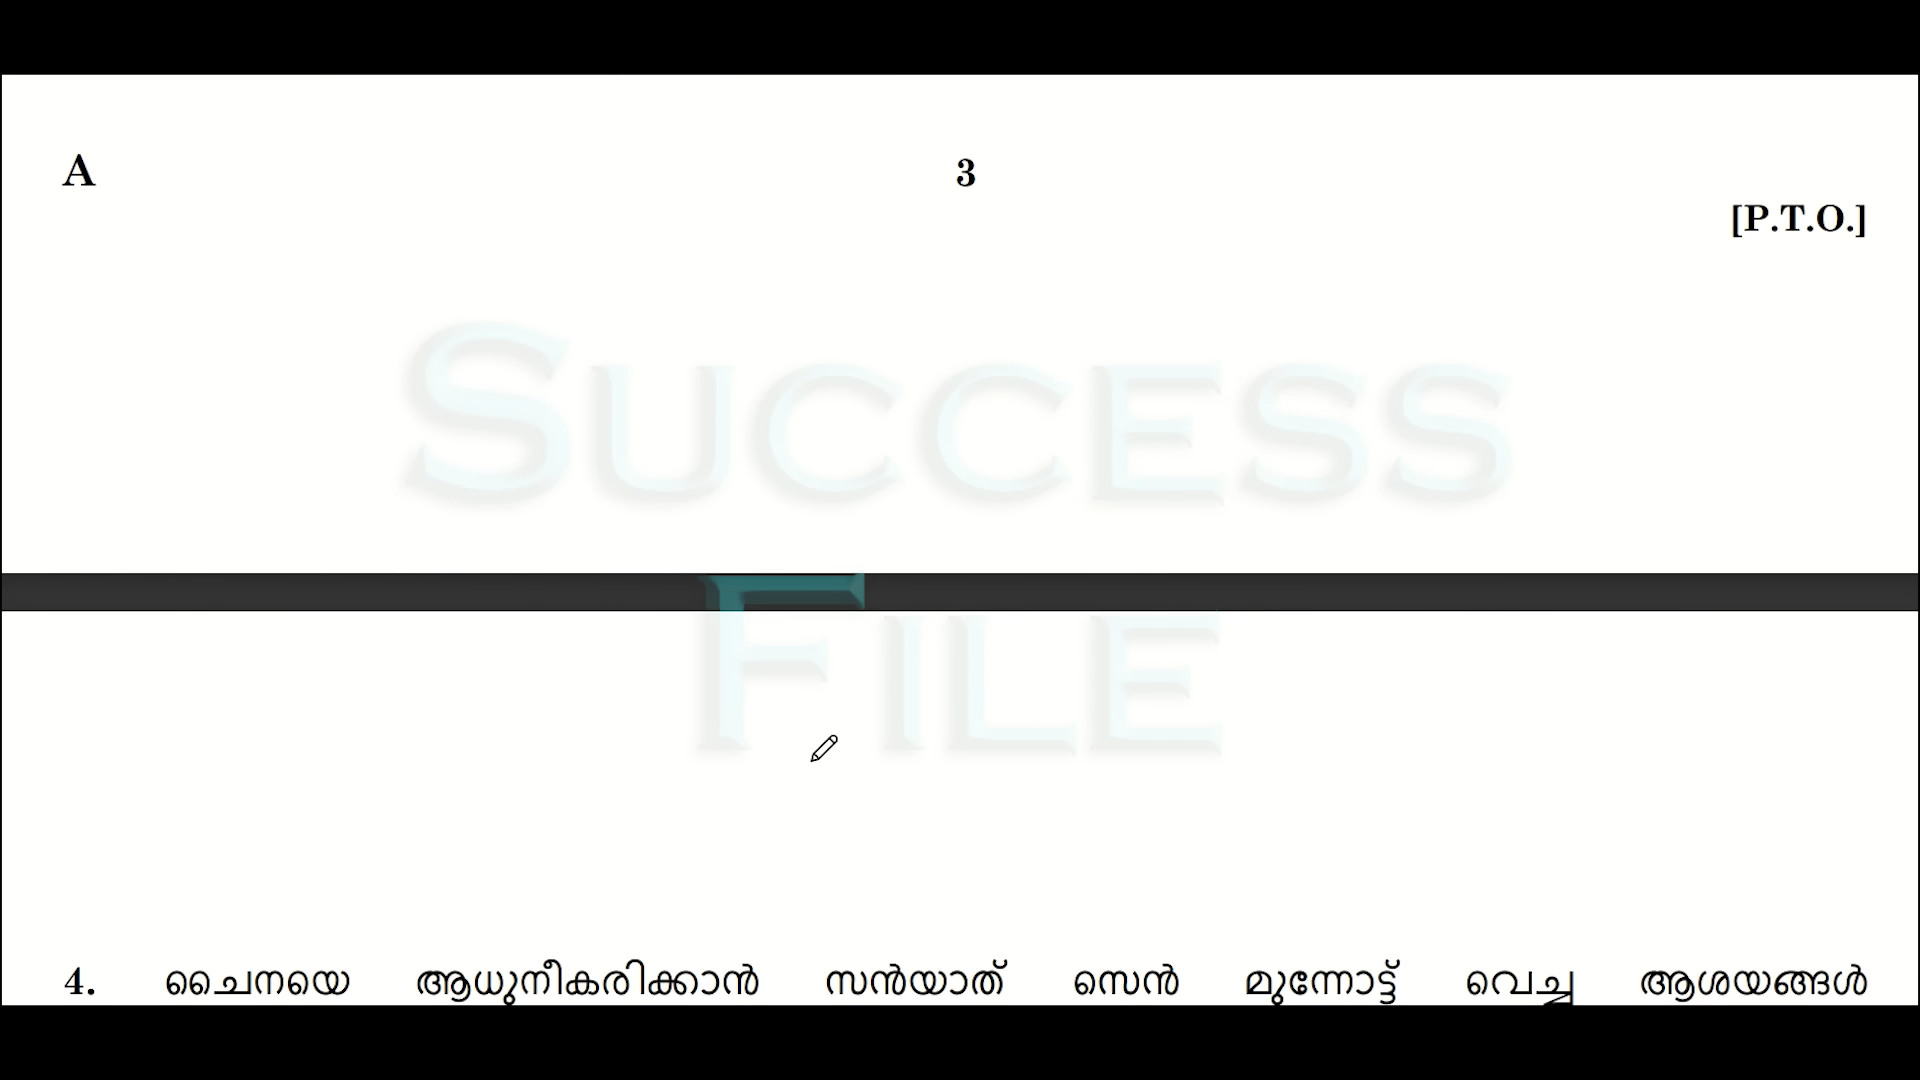 A 3
[P.T.O.]
SUCCESS
FILE
4. ചൈനയെ ആധുനീകരിക്കാൻ സൻയാത് സെൻ മുന്നോട്ട് വെച്ച ആശയങ്ങൾ